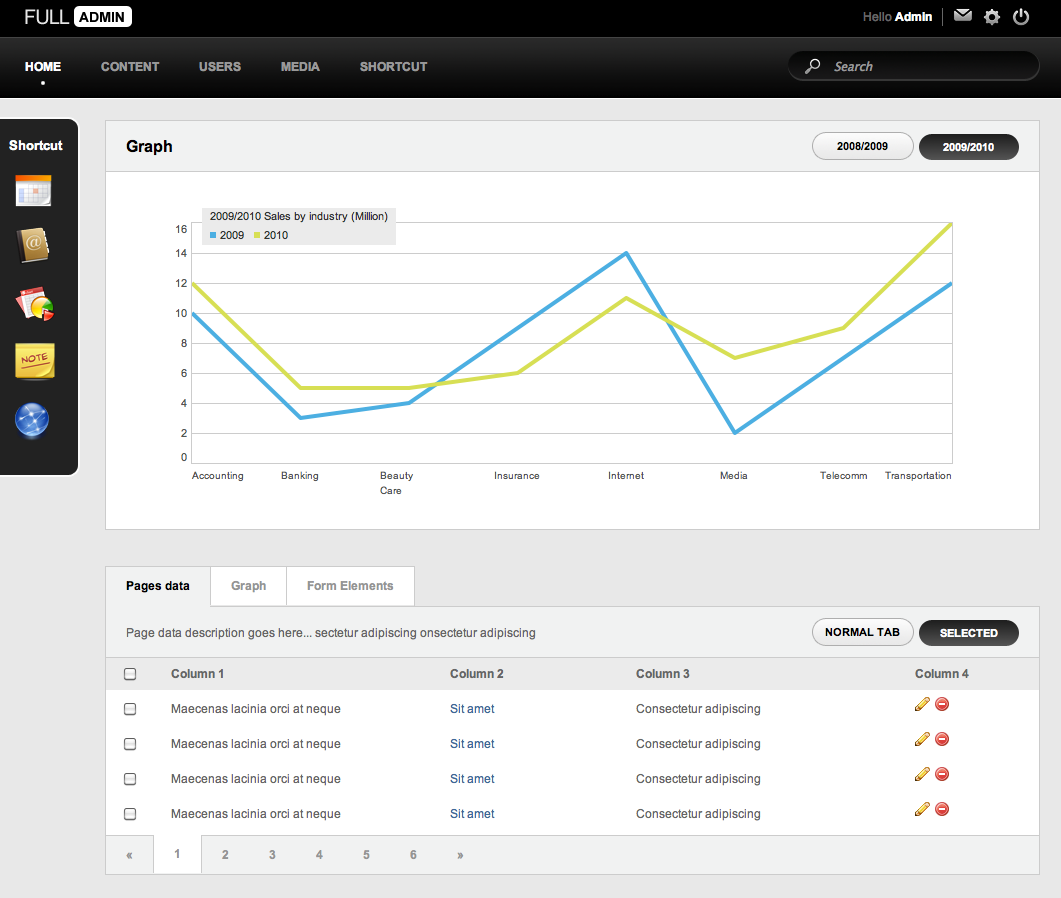 FULL ADMIN
Hello Admin
HOME CONTENT USERS MEDIA SHORTCUT
Search
Shortcut
@
NOTE
Graph
2008/2009 2009/2010
2009/2010 Sales by industry (Million)
2009 2010
16
14
12
10
8
6
4
2
0
Accounting Banking Beauty Care Insurance Internet Media Telecomm Transportation
Pages data Graph Form Elements
Page data description goes here... sectetur adipiscing onsectetur adipiscing
NORMAL TAB SELECTED
Column 1 Column 2 Column 3 Column 4
Maecenas lacinia orci at neque Sit amet Consectetur adipiscing
Maecenas lacinia orci at neque Sit amet Consectetur adipiscing
Maecenas lacinia orci at neque Sit amet Consectetur adipiscing
Maecenas lacinia orci at neque Sit amet Consectetur adipiscing
« 1 2 3 4 5 6 »